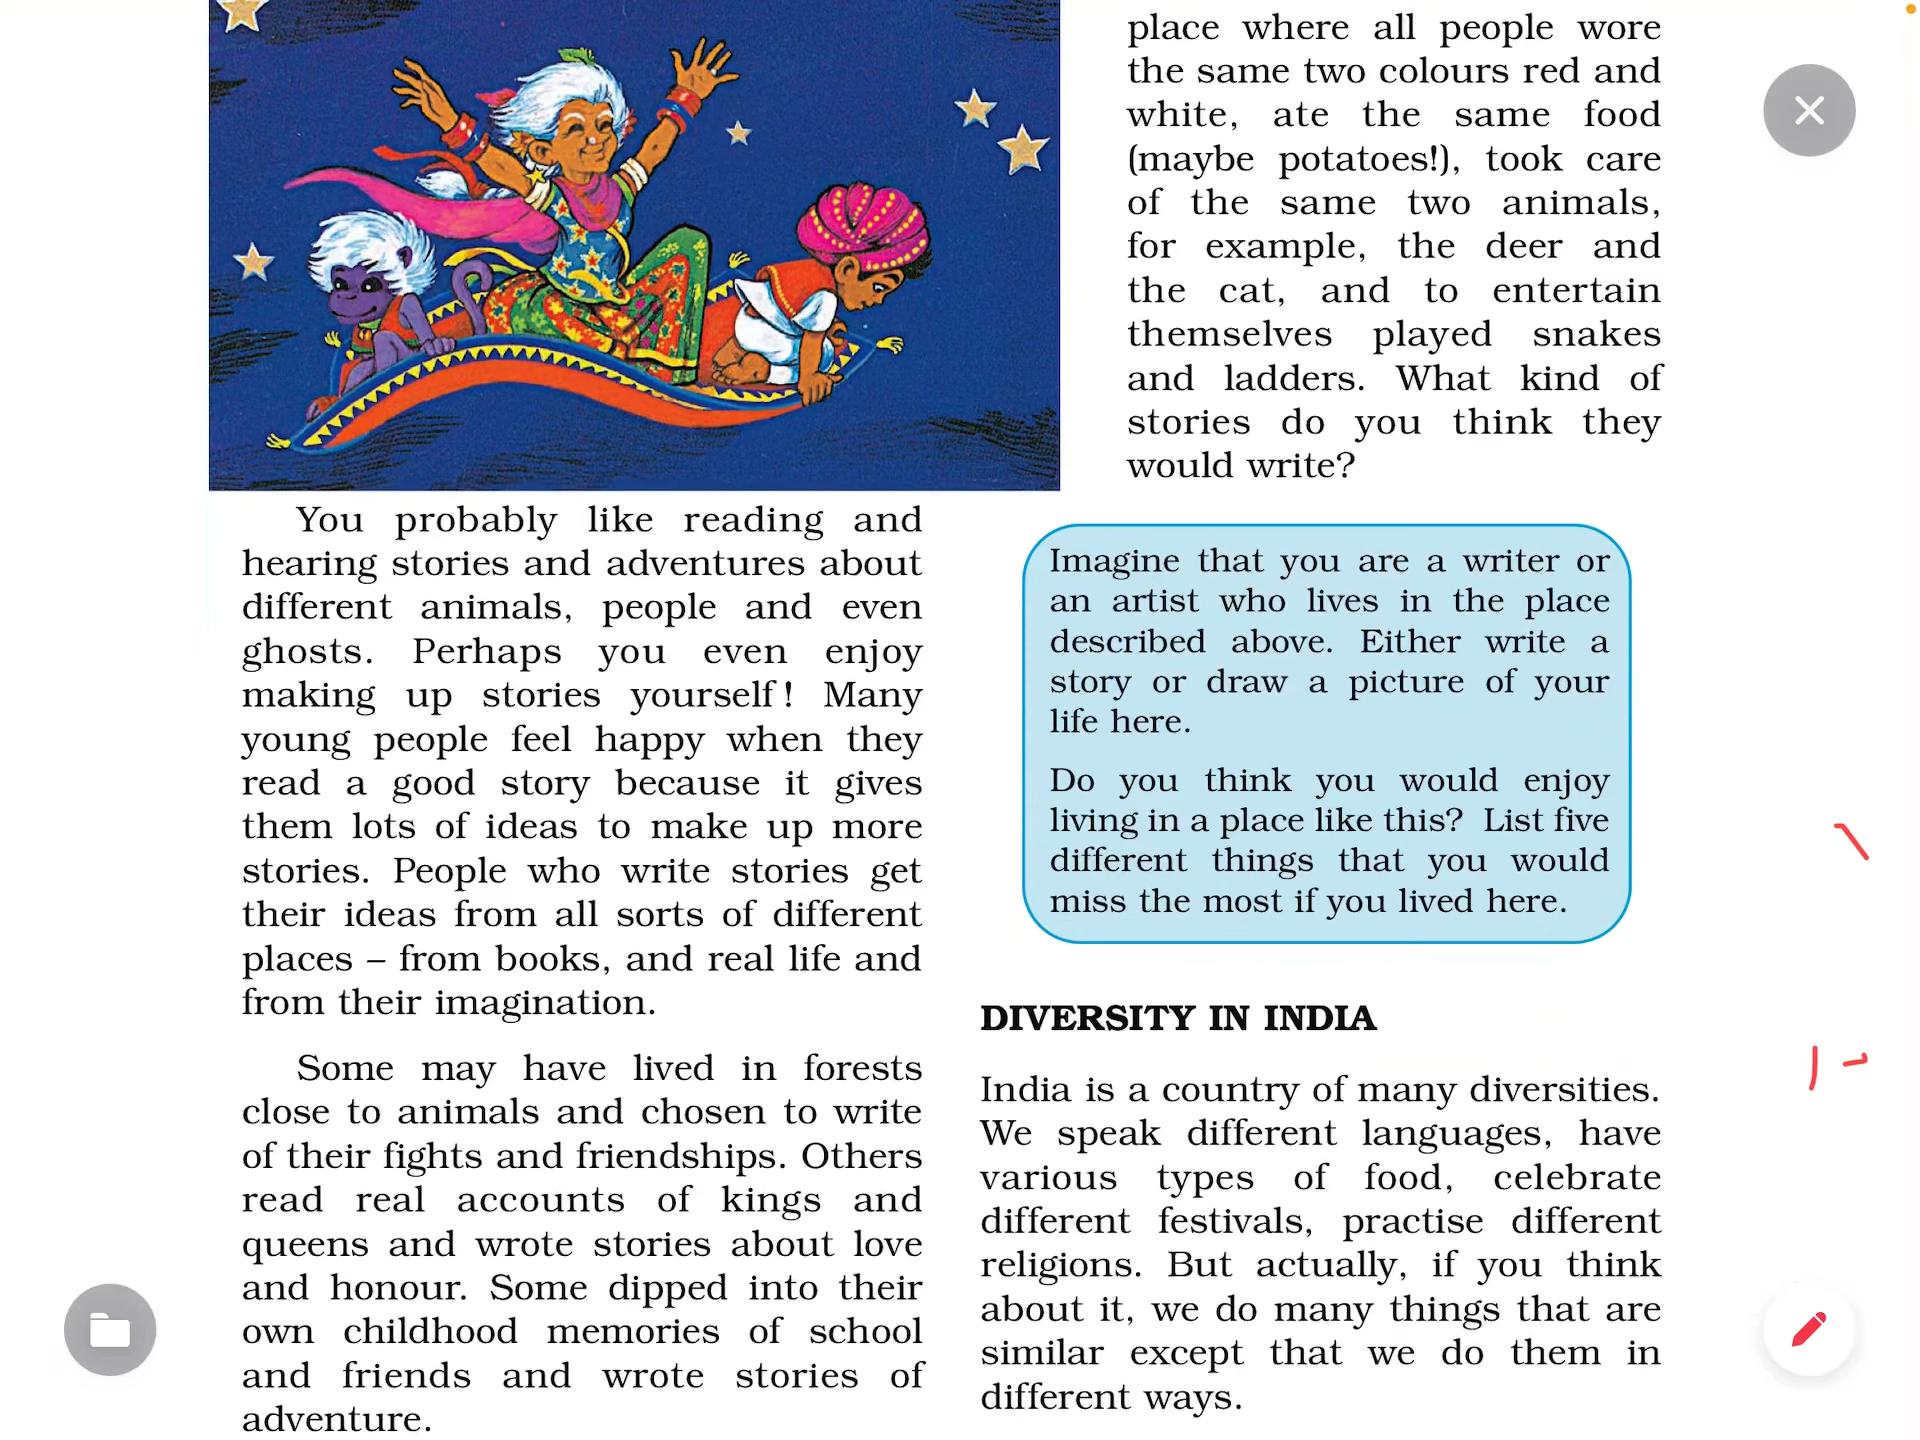 You probably like reading and
hearing stories and adventures about
different animals, people and even
ghosts. Perhaps you even enjoy
making up stories yourself! Many
young people feel happy when they
read a good story because it gives
them lots of ideas to make up more
stories. People who write stories get
their ideas from all sorts of different
places – from books, and real life and
from their imagination.
Some may have lived in forests
close to animals and chosen to write
of their fights and friendships. Others
read real accounts of kings and
queens and wrote stories about love
and honour. Some dipped into their
own childhood memories of school
and friends and wrote stories of
adventure.
place where all people wore
the same two colours red and
white, ate the same food
(maybe potatoes!), took care
of the same two animals,
for example, the deer and
the cat, and to entertain
themselves played snakes
and ladders. What kind of
stories do you think they
would write?
Imagine that you are a writer or
an artist who lives in the place
described above. Either write a
story or draw a picture of your
life here.
Do you think you would enjoy
living in a place like this? List five
different things that you would
miss the most if you lived here.
DIVERSITY IN INDIA
India is a country of many diversities.
We speak different languages, have
various types of food, celebrate
different festivals, practise different
religions. But actually, if you think
about it, we do many things that are
similar except that we do them in
different ways.